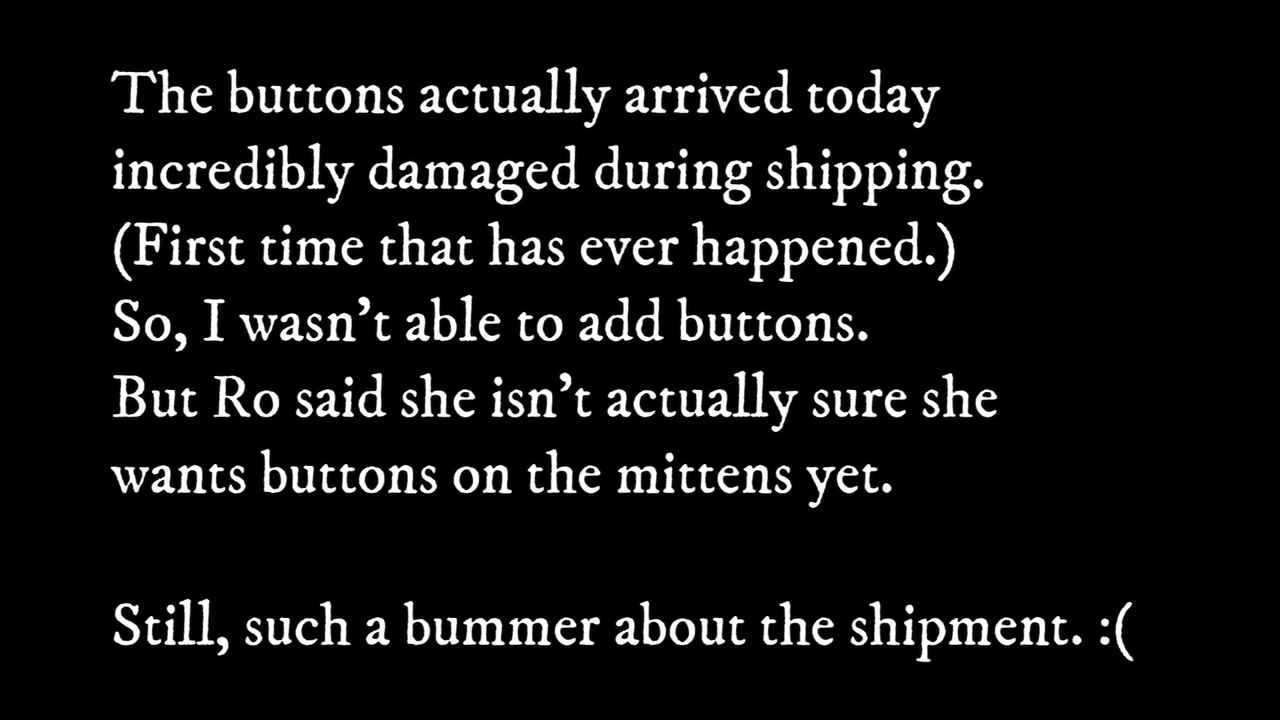 The buttons actually arrived today
incredibly damaged during shipping.
(First time that has ever happened.)
So, I wasn’t able to add buttons.
But Ro said she isn’t actually sure she
wants buttons on the mittens yet.
Still, such a bummer about the shipment. :(